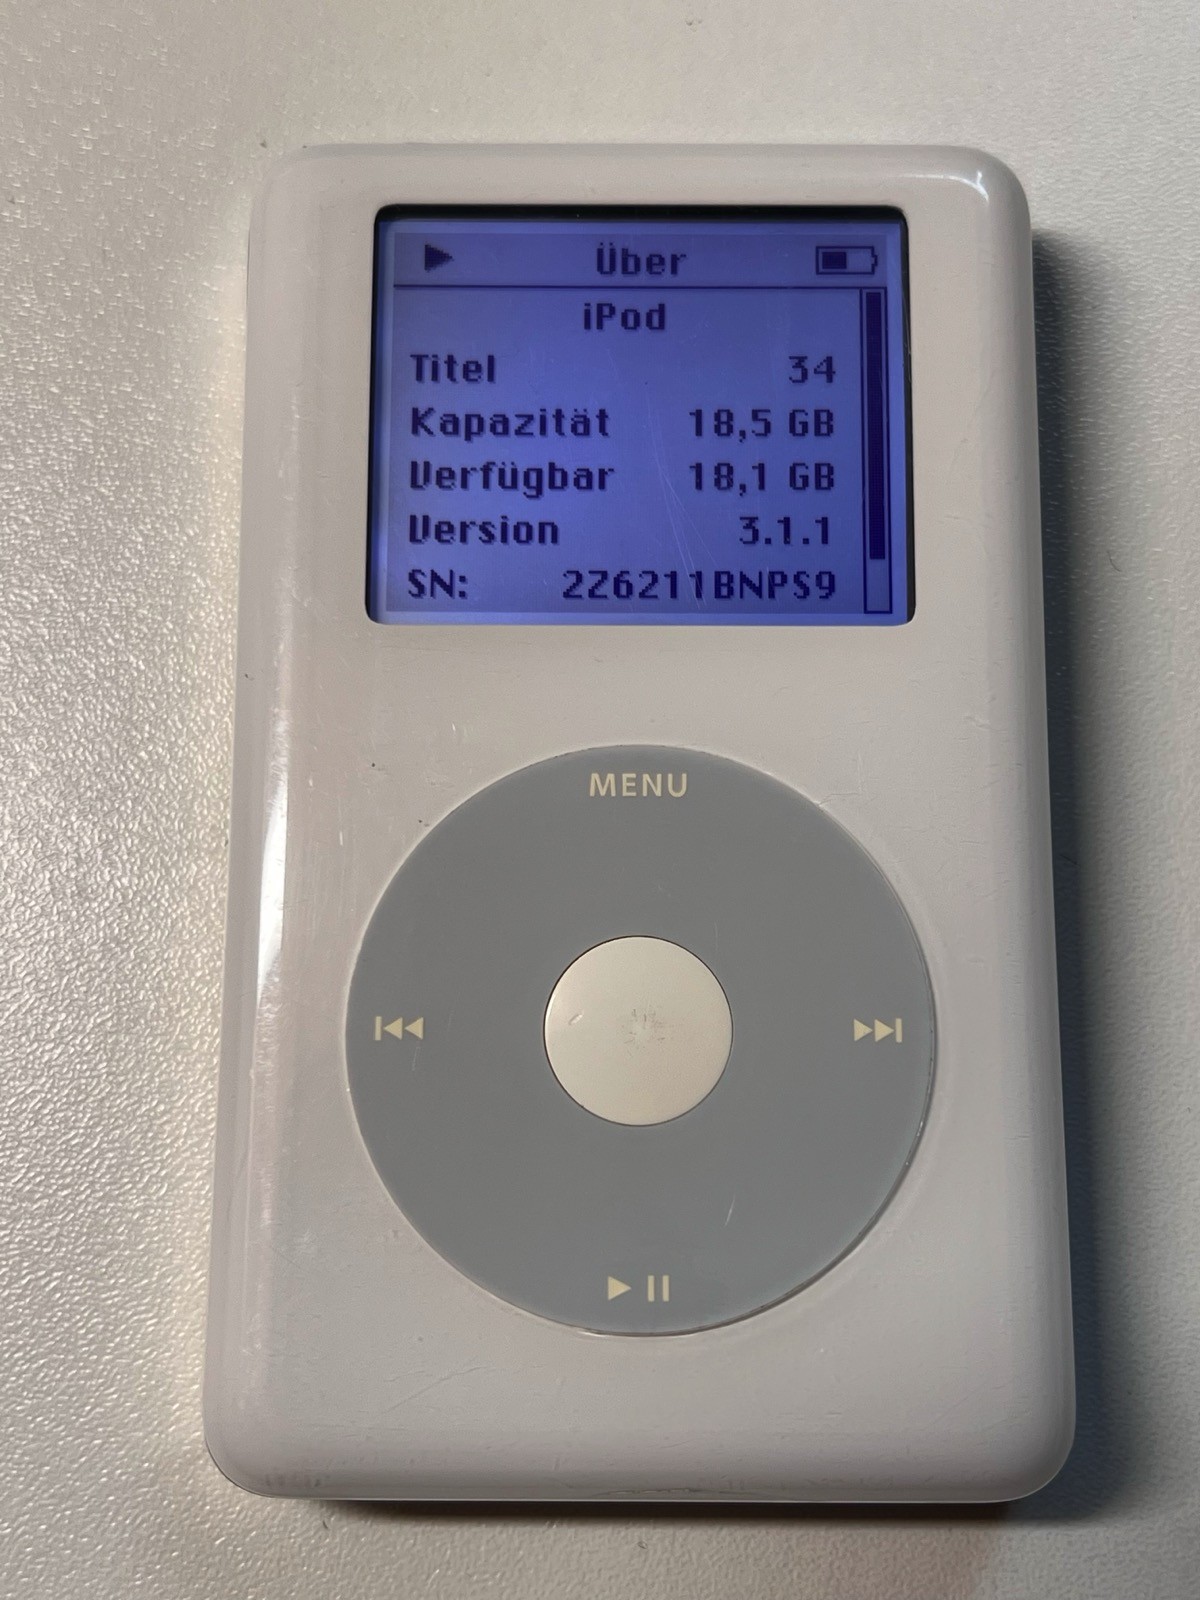 Über
iPod
Titel 34
Kapazität 18,5 GB
Verfügbar 18,1 GB
Version 3.1.1
SN: 2Z6211BNPS9
MENU